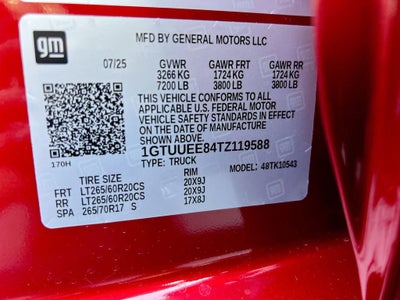 gm
MFD BY GENERAL MOTORS LLC
07/25 GVWR GAWR FRT GAWR RR
3266 KG 1724 KG 1724 KG
7200 LB 3800 LB 3800 LB
THIS VEHICLE CONFORMS TO ALL
APPLICABLE U.S. FEDERAL MOTOR
VEHICLE SAFETY STANDARDS IN EFFECT
ON THE DATE OF MANUFACTURE
SHOWN ABOVE.
170H 1GTUUEE84TZ119588
TYPE: TRUCK MODEL: 48TK10543
TIRE SIZE RIM
FRT LT265/60R20CS 20X9J
RR LT265/60R20CS 20X9J
SPA 265/70R17 S 17X8J